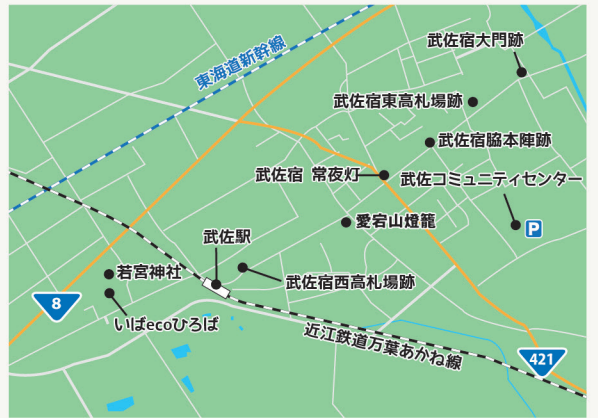 武佐宿大門跡
東海道新幹線
武佐宿東高札場跡
武佐宿脇本陣跡
武佐宿 常夜灯
武佐コミュニティセンター
愛宕山燈籠
P
武佐駅
若宮神社
武佐宿西高札場跡
8
いばecoひろば
近江鉄道万葉あかね線
421